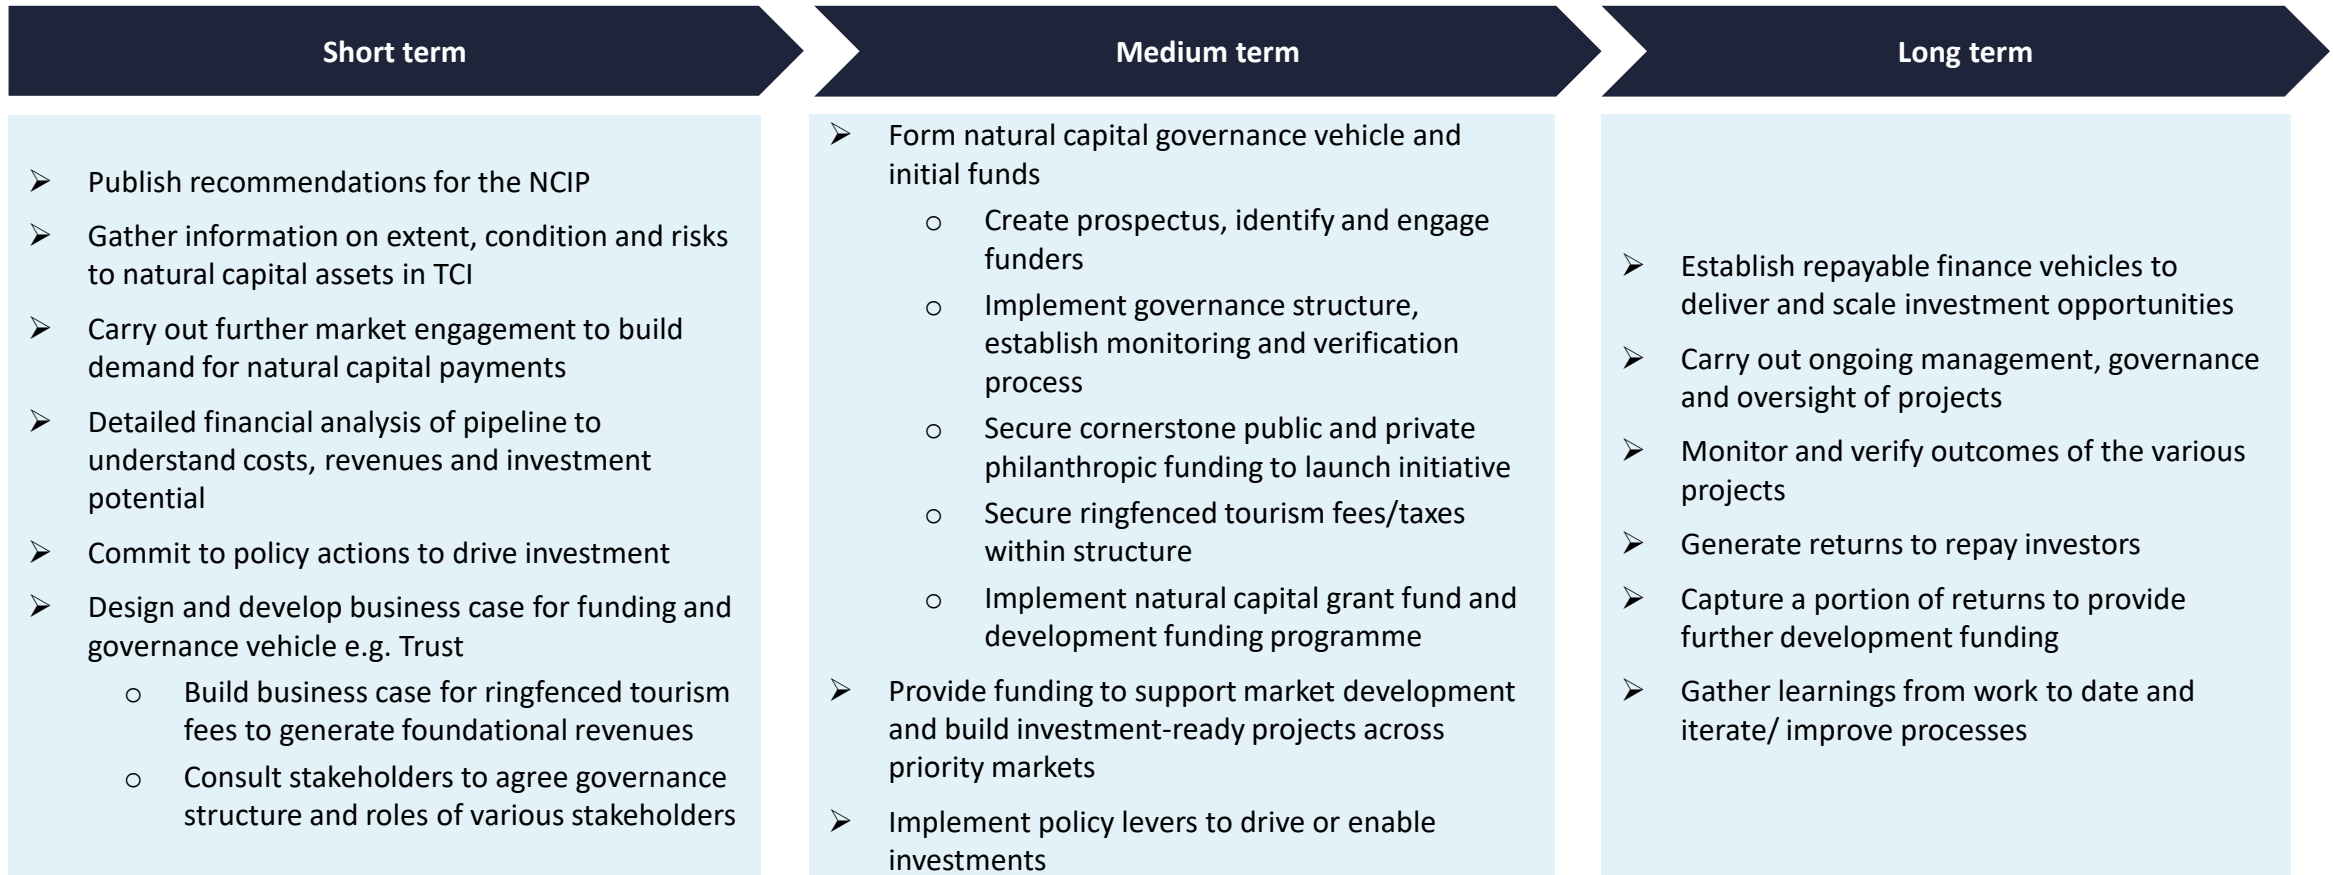 Short term
Publish recommendations for the NCIP
Gather information on extent, condition and risks
to natural capital assets in TCI
Carry out further market engagement to build
demand for natural capital payments
Detailed financial analysis of pipeline to
understand costs, revenues and investment
potential
Commit to policy actions to drive investment
Design and develop business case for funding and
governance vehicle e.g. Trust
Build business case for ringfenced tourism
fees to generate foundational revenues
Consult stakeholders to agree governance
structure and roles of various stakeholders
Medium term
Form natural capital governance vehicle and
initial funds
Create prospectus, identify and engage
funders
Implement governance structure,
establish monitoring and verification
process
Secure cornerstone public and private
philanthropic funding to launch initiative
Secure ringfenced tourism fees/taxes
within structure
Implement natural capital grant fund and
development funding programme
Provide funding to support market development
and build investment-ready projects across
priority markets
Implement policy levers to drive or enable
investments
Long term
Establish repayable finance vehicles to
deliver and scale investment opportunities
Carry out ongoing management, governance
and oversight of projects
Monitor and verify outcomes of the various
projects
Generate returns to repay investors
Capture a portion of returns to provide
further development funding
Gather learnings from work to date and
iterate/ improve processes